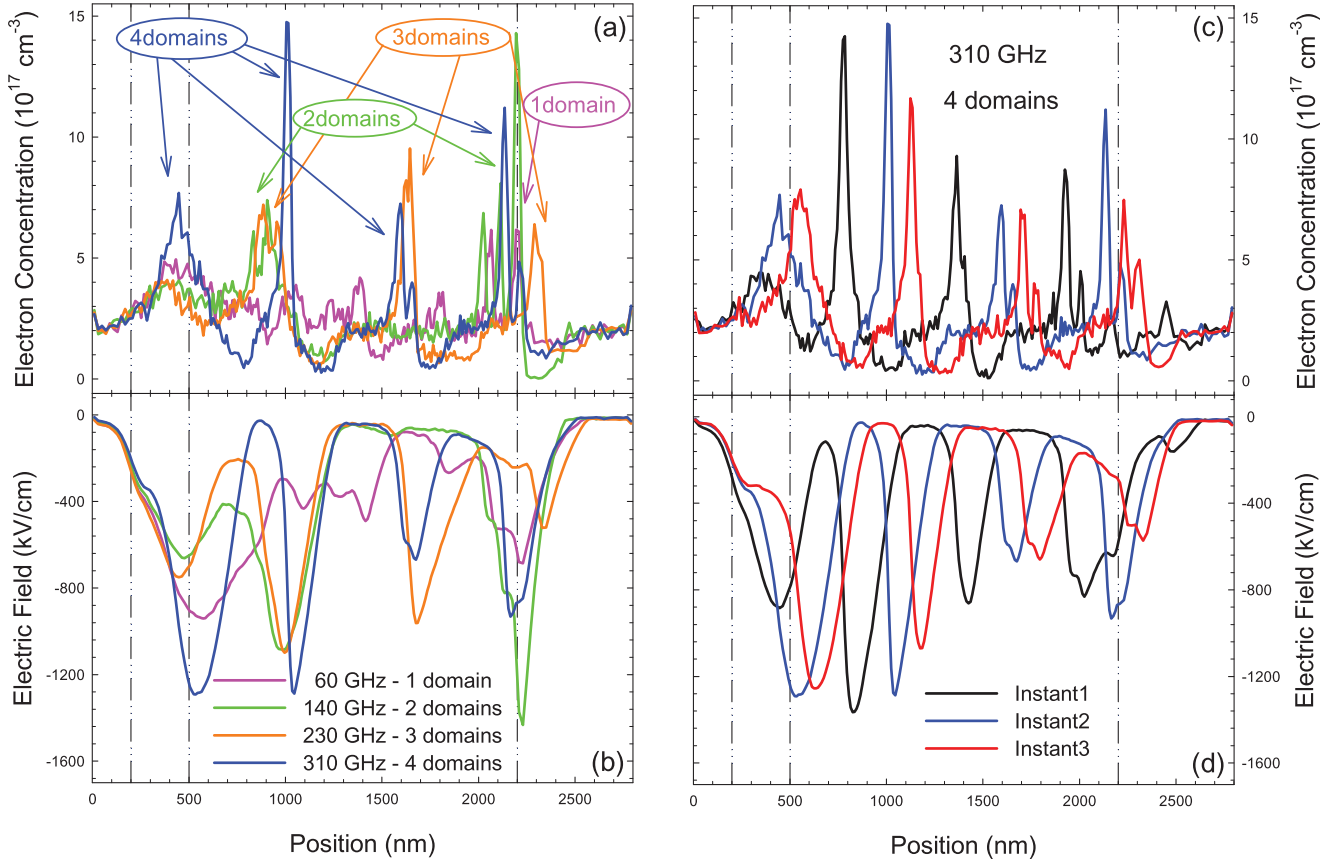 (a)
4domains
3domains
2domains
1domain
15
10
5
0
Electron Concentration (10^17 cm^-3)
(c)
310 GHz
4 domains
15
10
5
0
Electron Concentration (10^17 cm^-3)
0
-400
-800
-1200
-1600
Electric Field (kV/cm)
60 GHz - 1 domain
140 GHz - 2 domains
230 GHz - 3 domains
310 GHz - 4 domains
(b)
0 500 1000 1500 2000 2500
Position (nm)
0
-400
-800
-1200
-1600
Electric Field (kV/cm)
Instant1
Instant2
Instant3
(d)
0 500 1000 1500 2000 2500
Position (nm)